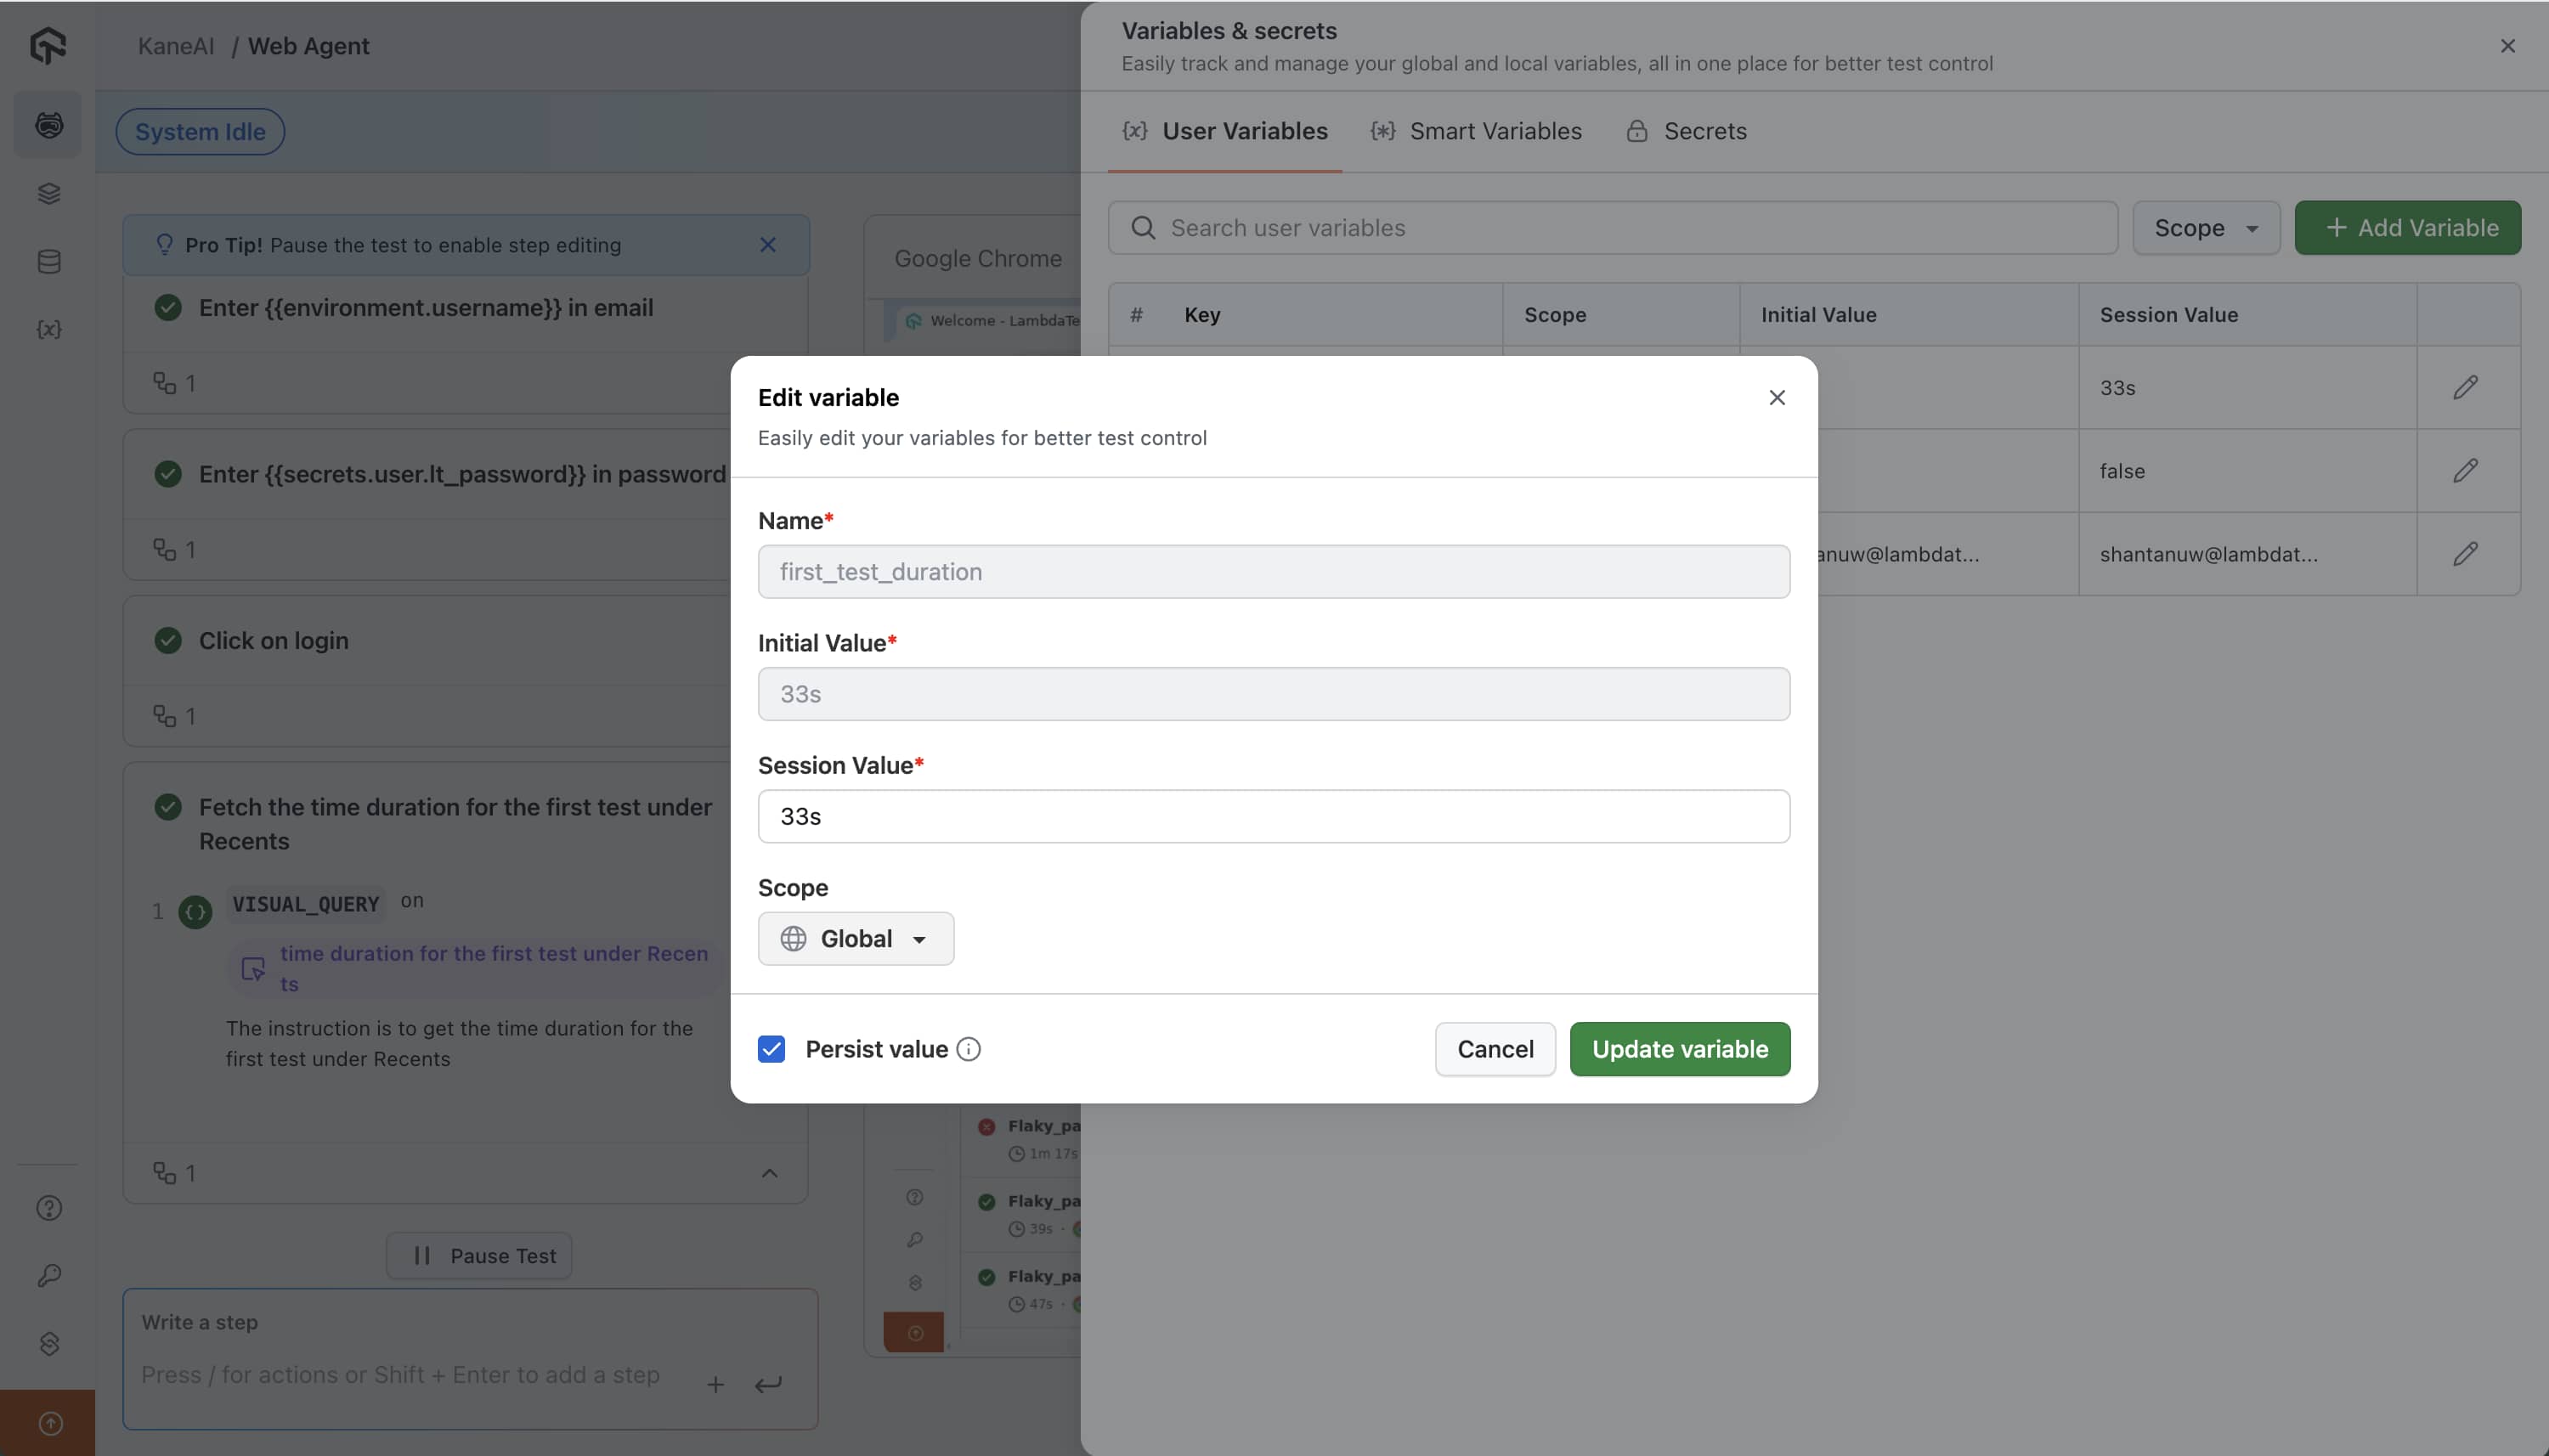 KaneAI / Web Agent
System Idle
Pro Tip! Pause the test to enable step editing
Enter {{environment.username}} in email
1
Enter {{secrets.user.lt_password}} in password
1
Click on login
1
Fetch the time duration for the first test under
Recents
1 {} VISUAL_QUERY on
time duration for the first test under Recen
ts
The instruction is to get the time duration for the
first test under Recents
1
Pause Test
Write a step
Press / for actions or Shift + Enter to add a step
Google Chrome
Welcome - LambdaTe
Flaky_pa
1m 17s
Flaky_pa
39s ·
Flaky_pa
47s ·
Variables & secrets
Easily track and manage your global and local variables, all in one place for better test control
{x} User Variables
{*} Smart Variables
Secrets
Search user variables
Scope
+ Add Variable
# Key Scope Initial Value Session Value
33s
false
anuw@lambdat... shantanuw@lambdat...
Edit variable
Easily edit your variables for better test control
Name*
first_test_duration
Initial Value*
33s
Session Value*
33s
Scope
Global
Persist value
Cancel
Update variable